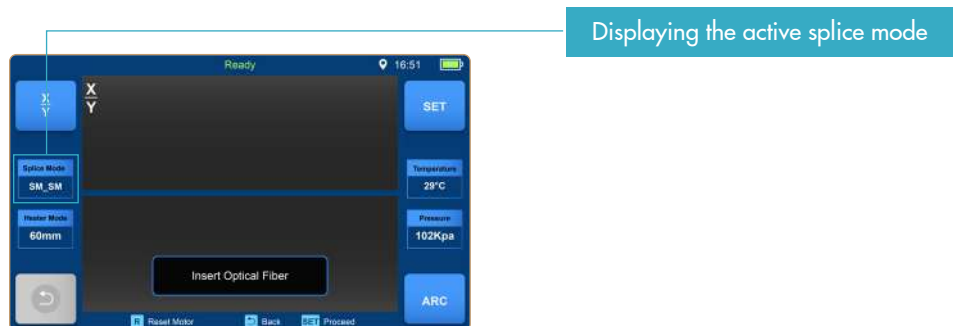 Displaying the active splice mode
Ready
16:51
X
Y
X
Y
SET
Splice Mode
SM_SM
Temperature
29°C
Heater Mode
60mm
Pressure
102Kpa
Insert Optical Fiber
ARC
R Reset Motor
Back
SET Proceed